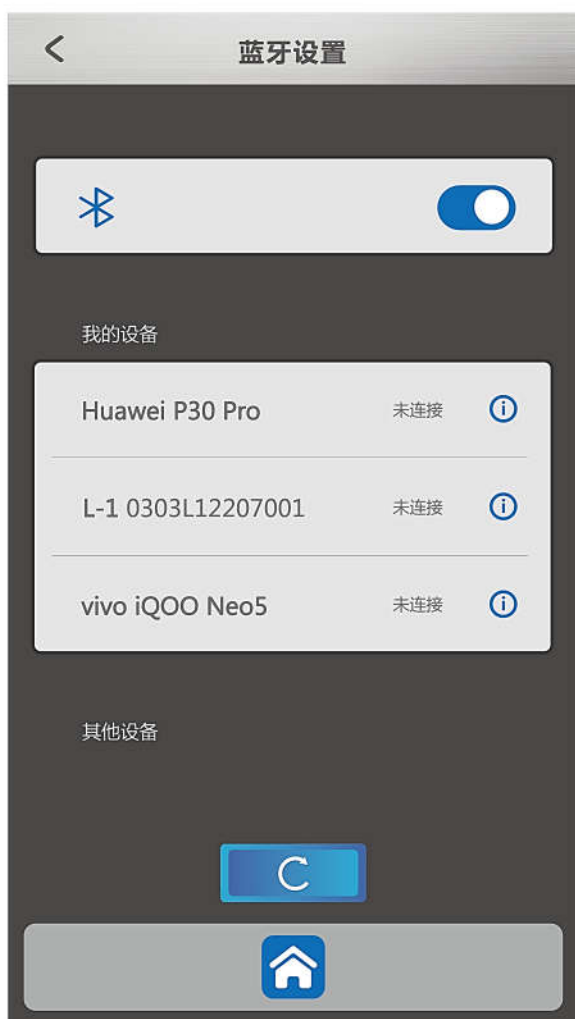 蓝牙设置
我的设备
Huawei P30 Pro 未连接
L-1 0303L12207001 未连接
vivo iQOO Neo5 未连接
其他设备